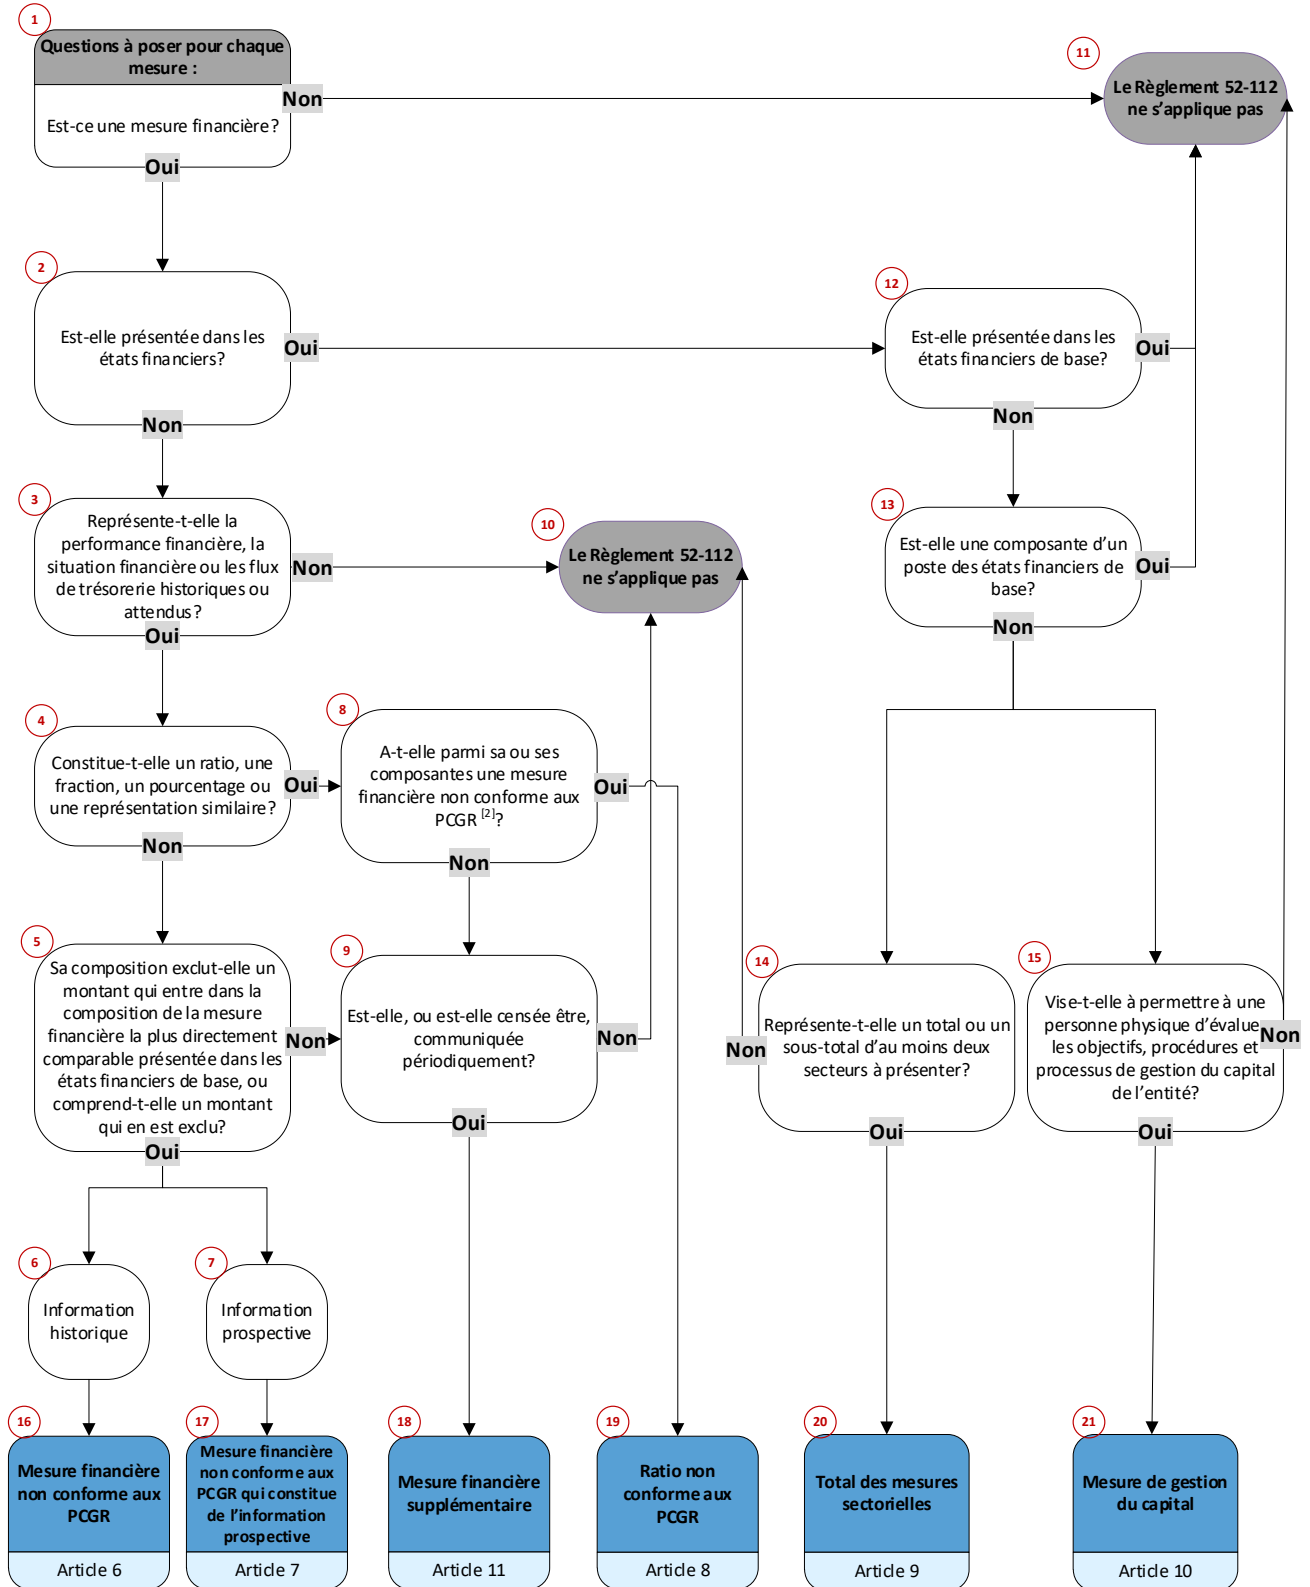 1
Questions à poser pour chaque
mesure :
Est-ce une mesure financière?
Non
Oui
11
Le Règlement 52-112
ne s’applique pas
2
Est-elle présentée dans les
états financiers?
Oui
Non
12
Est-elle présentée dans les
états financiers de base?
Oui
Non
3
Représente-t-elle la
performance financière, la
situation financière ou les flux
de trésorerie historiques ou
attendus?
Non
Oui
10
Le Règlement 52-112
ne s’applique pas
13
Est-elle une composante d’un
poste des états financiers de
base?
Oui
Non
4
Constitue-t-elle un ratio, une
fraction, un pourcentage ou
une représentation similaire?
Oui
Non
8
A-t-elle parmi sa ou ses
composantes une mesure
financière non conforme aux
PCGR [2]?
Oui
Non
5
Sa composition exclut-elle un
montant qui entre dans la
composition de la mesure
financière la plus directement
comparable présentée dans les
états financiers de base, ou
comprend-t-elle un montant
qui en est exclu?
Non
Oui
9
Est-elle, ou est-elle censée être,
communiquée
périodiquement?
Non
Oui
14
Représente-t-elle un total ou un
sous-total d’au moins deux
secteurs à présenter?
Non
Oui
15
Vise-t-elle à permettre à une
personne physique d’évalue
les objectifs, procédures et
processus de gestion du capital
de l’entité?
Non
Oui
6
Information
historique
7
Information
prospective
16
Mesure financière
non conforme aux
PCGR
Article 6
17
Mesure financière
non conforme aux
PCGR qui constitue
de l’information
prospective
Article 7
18
Mesure financière
supplémentaire
Article 11
19
Ratio non
conforme aux
PCGR
Article 8
20
Total des mesures
sectorielles
Article 9
21
Mesure de gestion
du capital
Article 10